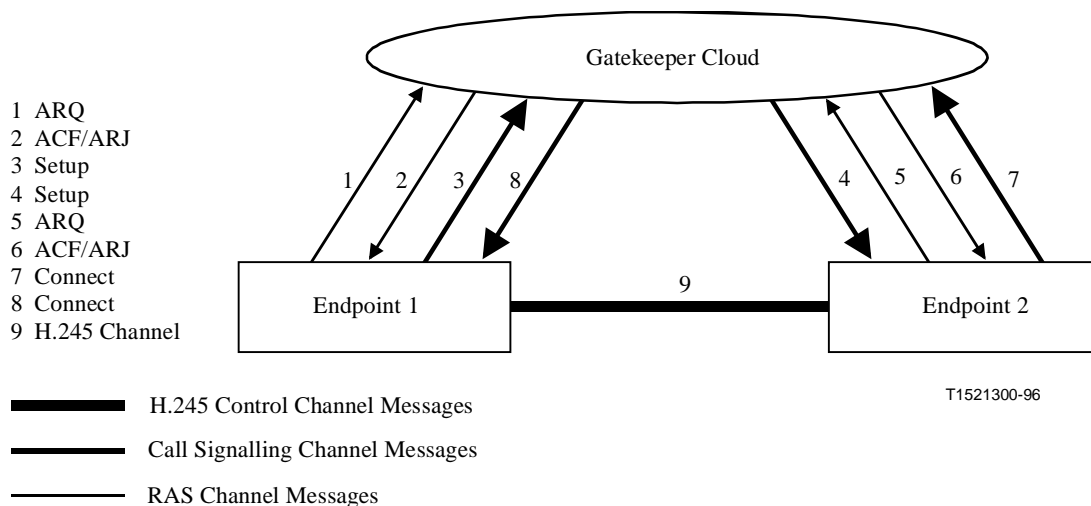 Gatekeeper Cloud
1 ARQ
2 ACF/ARJ
3 Setup
4 Setup
5 ARQ
6 ACF/ARJ
7 Connect
8 Connect
9 H.245 Channel
1
2
3
8
4
5
6
7
9
Endpoint 1
Endpoint 2
T1521300-96
H.245 Control Channel Messages
Call Signalling Channel Messages
RAS Channel Messages